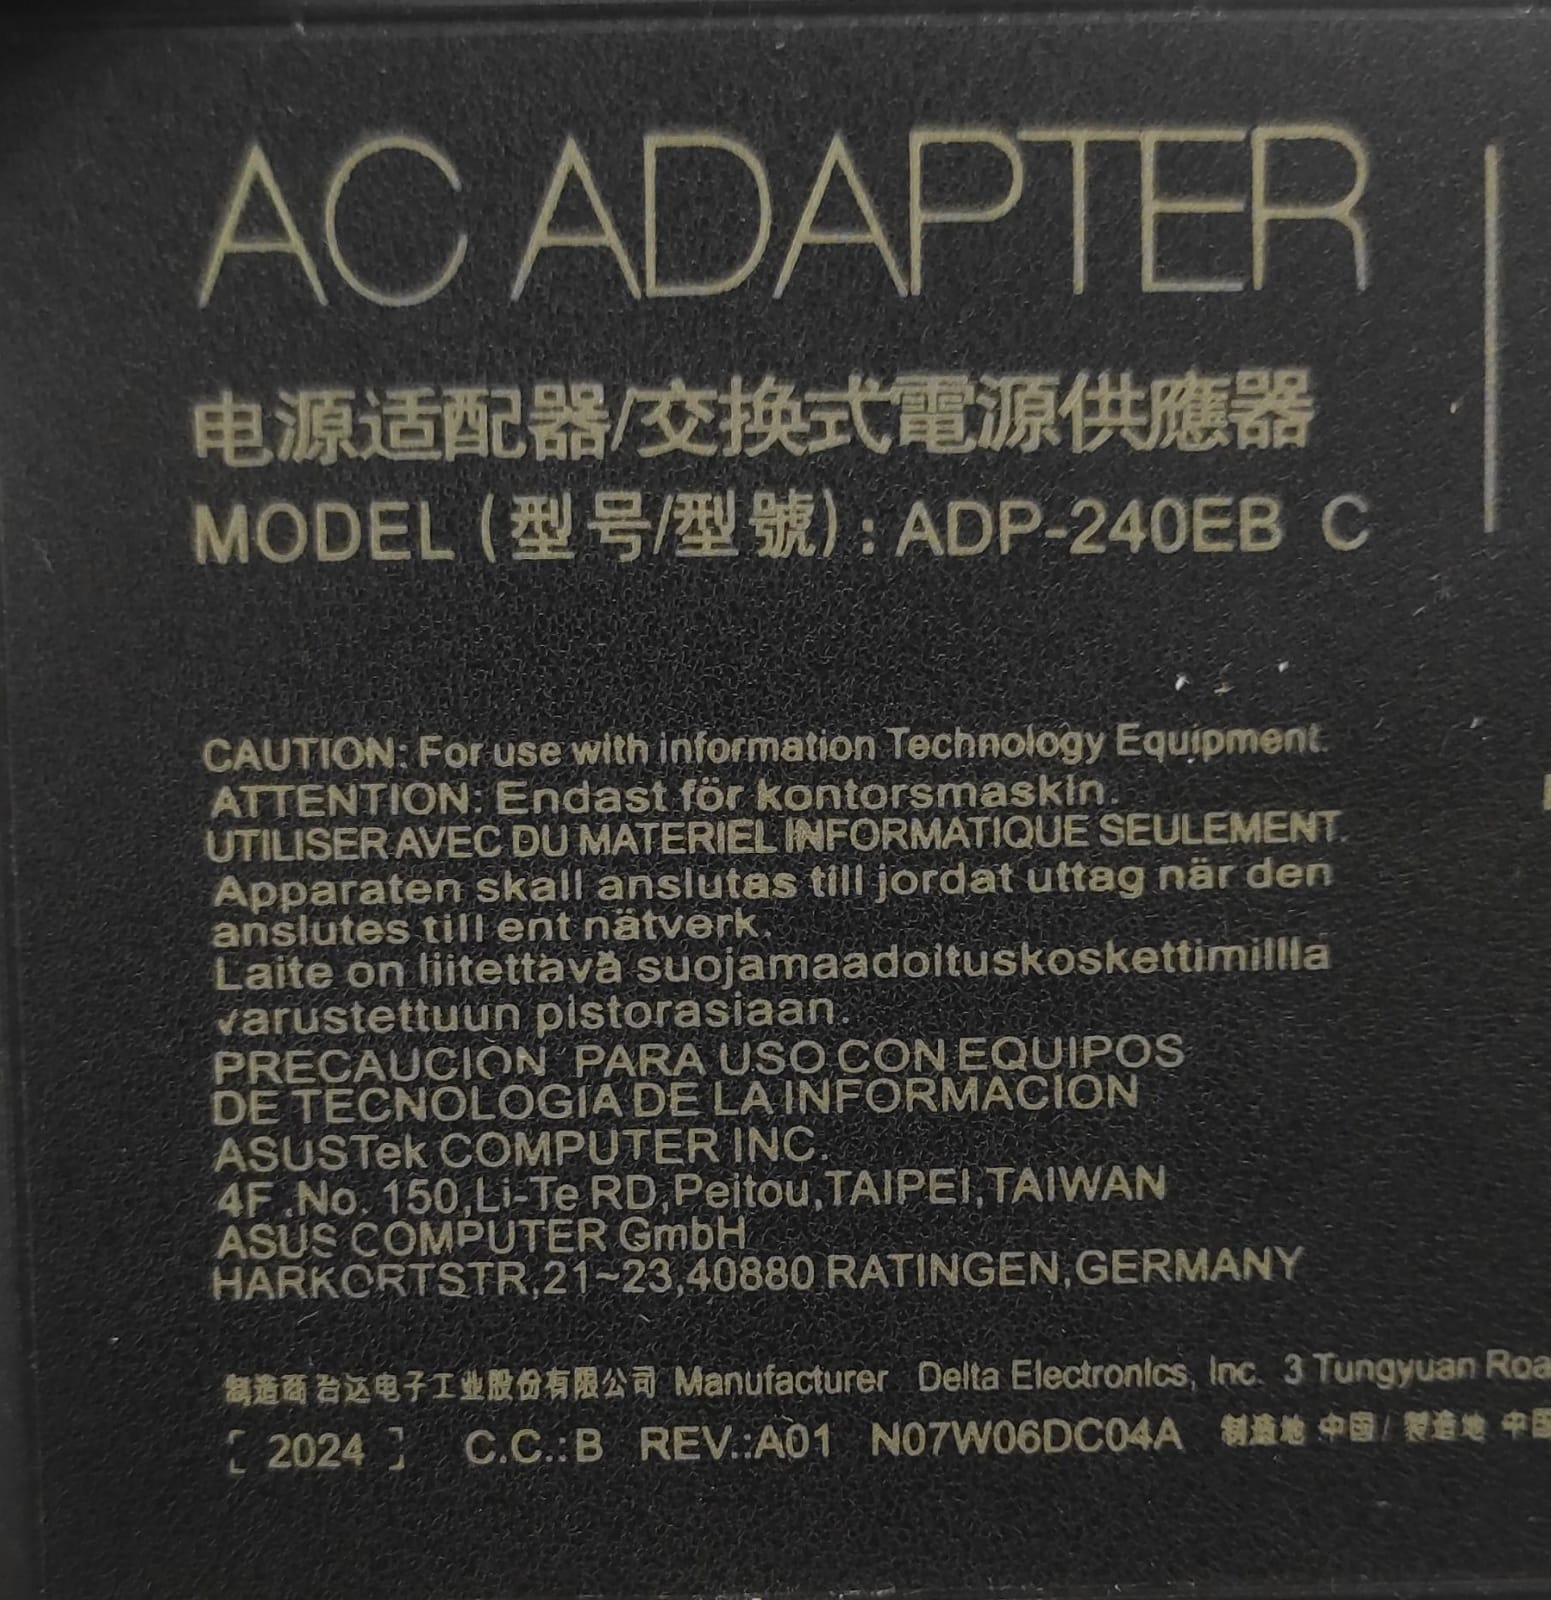 AC ADAPTER
电源适配器/交换式電源供應器
MODEL (型号/型號) : ADP-240EB C
CAUTION: For use with information Technology Equipment.
ATTENTION: Endast för kontorsmaskin.
UTILISER AVEC DU MATERIEL INFORMATIQUE SEULEMENT.
Apparaten skall anslutas till jordat uttag när den
anslutes till ent nätverk.
Laite on liitettavä suojamaadoituskoskettimillla
varustettuun pistorasiaan.
PRECAUCION PARA USO CON EQUIPOS
DE TECNOLOGIA DE LA INFORMACION
ASUSTek COMPUTER INC.
4F .No. 150,Li-Te RD,Peitou,TAIPEI,TAIWAN
ASUS COMPUTER GmbH
HARKORTSTR,21~23,40880 RATINGEN,GERMANY
制造商 台达电子工业股份有限公司 Manufacturer Delta Electronics, Inc. 3 Tungyuan
[ 2024 ] C.C.:B REV.:A01 N07W06DC04A 制造地 中国 / 製造地 中国